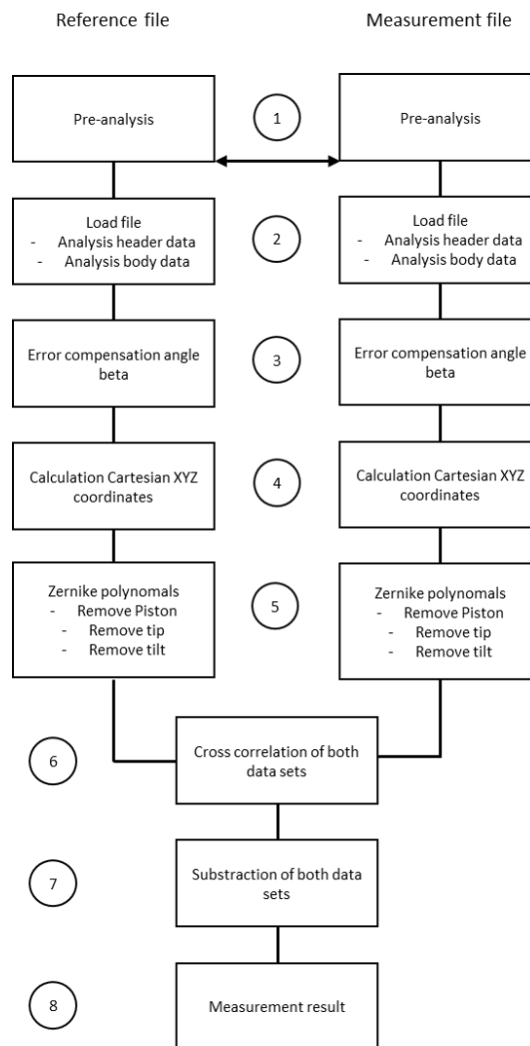 Reference file
Measurement file
Pre-analysis
1
Pre-analysis
Load file
- Analysis header data
- Analysis body data
2
Load file
- Analysis header data
- Analysis body data
Error compensation angle
beta
3
Error compensation angle
beta
Calculation Cartesian XYZ
coordinates
4
Calculation Cartesian XYZ
coordinates
Zernike polynomals
- Remove Piston
- Remove tip
- Remove tilt
5
Zernike polynomals
- Remove Piston
- Remove tip
- Remove tilt
6
Cross correlation of both
data sets
7
Substraction of both data
sets
8
Measurement result